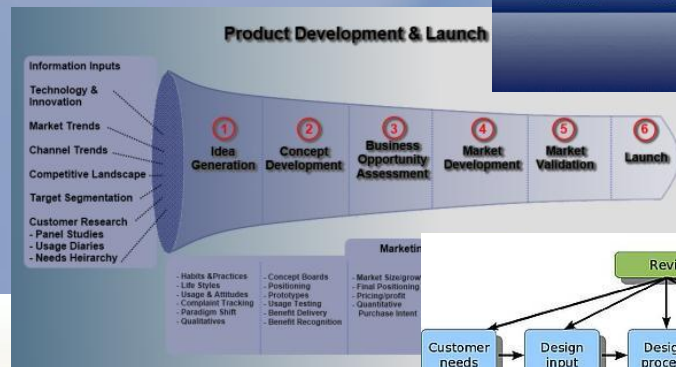 Product Development & Launch
Information Inputs
Technology &
Innovation
Market Trends
Channel Trends
Competitive Landscape
Target Segmentation
Customer Research
- Panel Studies
- Usage Diaries
- Needs Heirarchy
1
Idea
Generation
2
Concept
Development
3
Business
Opportunity
Assessment
4
Market
Development
5
Market
Validation
6
Launch
- Habits &Practices
- Life Styles
- Usage & Attitudes
- Complaint Tracking
- Paradigm Shift
- Qualitatives
- Concept Boards
- Positioning
- Prototypes
- Usage Testing
- Benefit Delivery
- Benefit Recognition
- Final Positioning
- Pricing/profit
- Quantitative
Purchase Intent
Customer
needs
Design
input